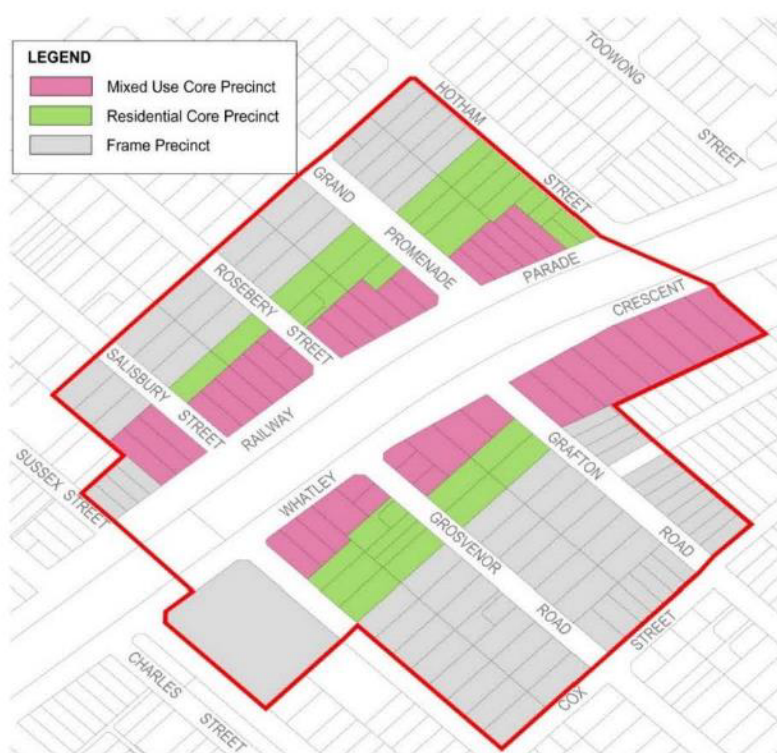 LEGEND
Mixed Use Core Precinct
Residential Core Precinct
Frame Precinct
TOOWONG
STREET
HOTHAM
STREET
GRAND
PROMENADE
PARADE
CRESCENT
ROSEBERY
STREET
SALISBURY
STREET
RAILWAY
SUSSEX STREET
WHATLEY
GRAFTON
ROAD
GROSVENOR
ROAD
STREET
COX
CHARLES
STREET